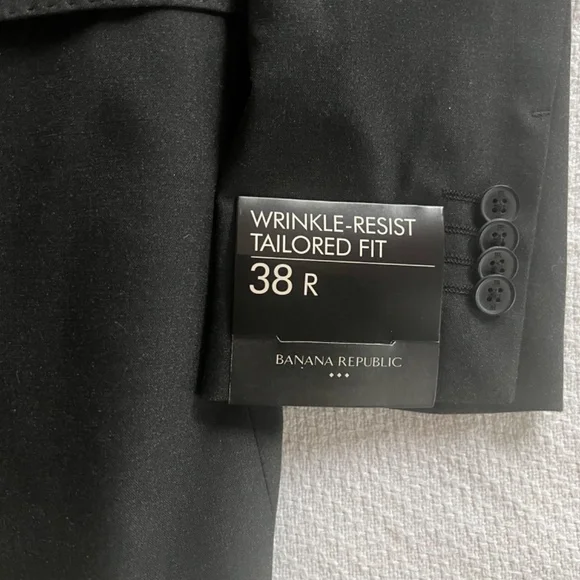 WRINKLE-RESIST
TAILORED FIT
38 R
BANANA REPUBLIC